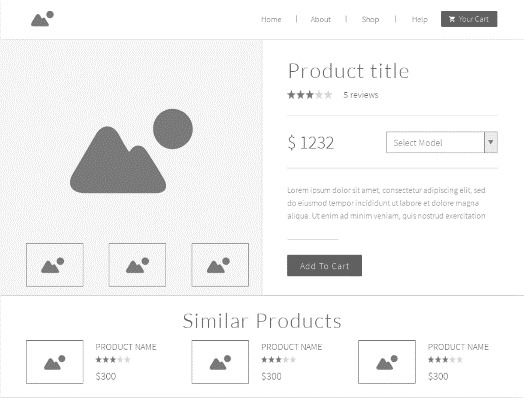 Home | About | Shop | Help Your Cart
Product title
5 reviews
$ 1232
Select Model
Lorem ipsum dolor sit amet, consectetur adipiscing elit, sed
do eiusmod tempor incididunt ut labore et dolore magna
aliqua. Ut enim ad minim veniam, quis nostrud exercitation
Add To Cart
Similar Products
PRODUCT NAME
$300
PRODUCT NAME
$300
PRODUCT NAME
$300